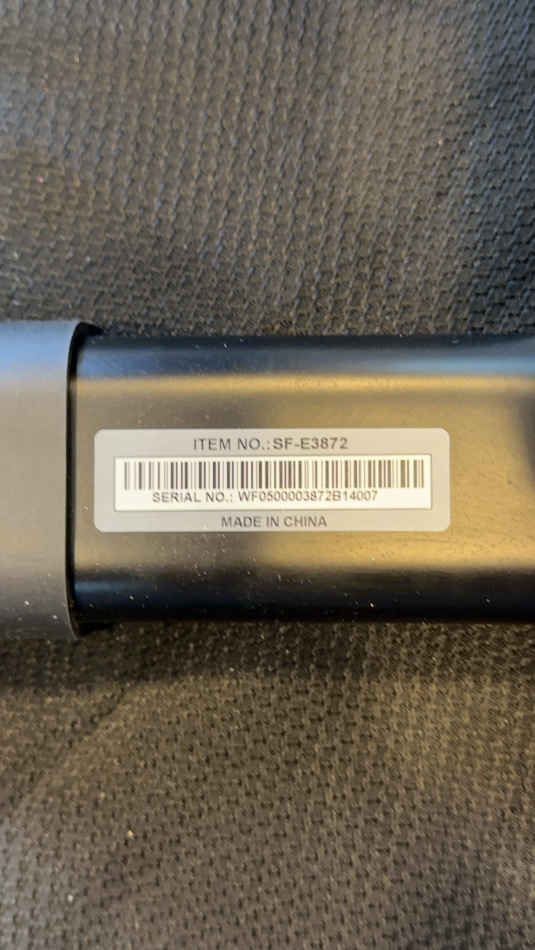 ITEM NO.:SF-E3872
SERIAL NO.: WF0500003872B14007
MADE IN CHINA